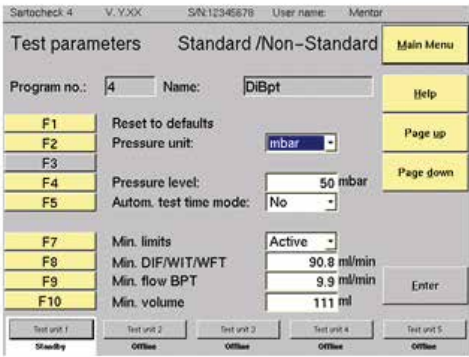 Sartocheck 4 V. Y.XX S/N:12345678 User name: Mentor
Test parameters Standard /Non-Standard Main Menu
Program no.: 4 Name: DiBpt
Help
F1 Reset to defaults
F2 Pressure unit: mbar
Page up
F3
F4 Pressure level: 50 mbar
Page down
F5 Autom. test time mode: No
F7 Min. limits Active
F8 Min. DIF/WIT/WFT 90.8 ml/min
F9 Min. flow BPT 9.9 ml/min
Enter
F10 Min. volume 111 ml
Test unit 1 Test unit 2 Test unit 3 Test unit 4 Test unit 5
Standby Offline Offline Offline Offline